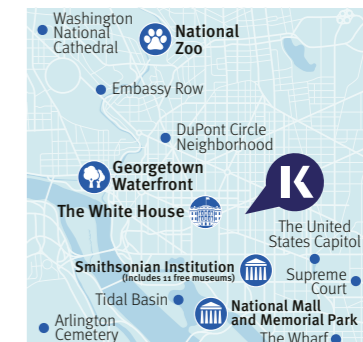 Washington
National
Cathedral
National
Zoo
Embassy Row
DuPont Circle
Neighborhood
Georgetown
Waterfront
K
The White House
The United
States Capitol
Smithsonian Institution
(Includes 11 free museums)
Supreme
Court
Tidal Basin
National Mall
and Memorial Park
Arlington
Cemetery
The Wharf